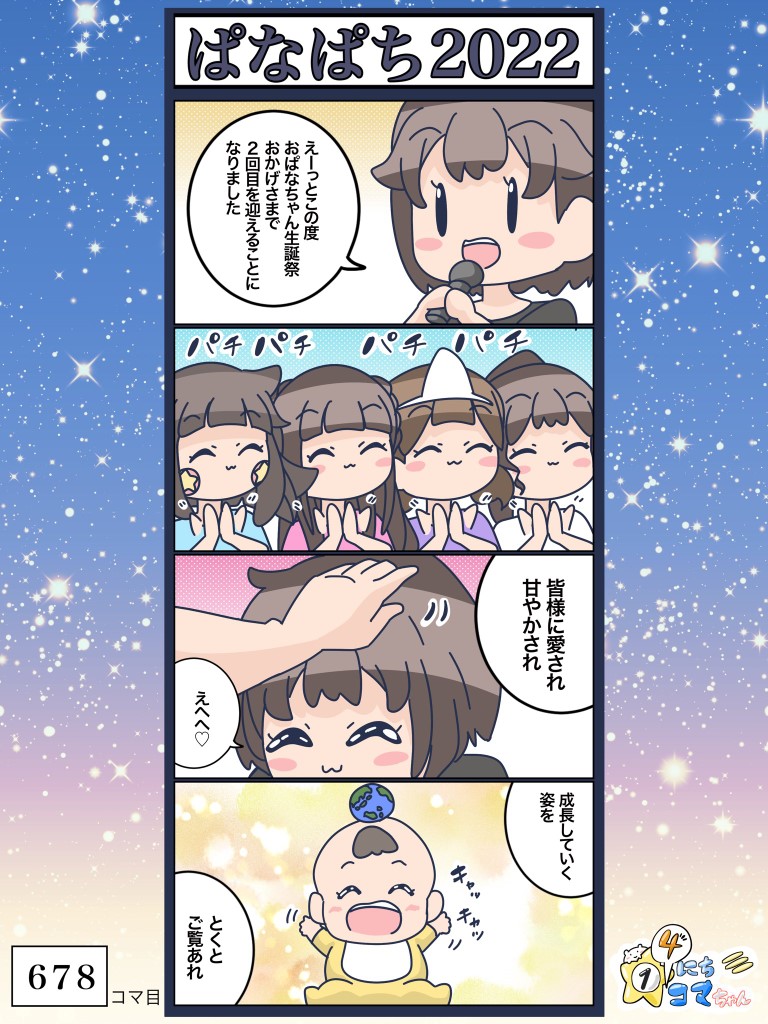 ぱなぱち2022
えーっとこの度
おぱなちゃん生誕祭
おかげさまで
２回目を迎えることに
なりました
パチ パチ パチ パチ
皆様に愛され
甘やかされ
えへへ♡
成長していく
姿を
キャッ
キャッ
とくと
ご覧あれ
678
コマ目
1
4
にち
コマ
ちゃん